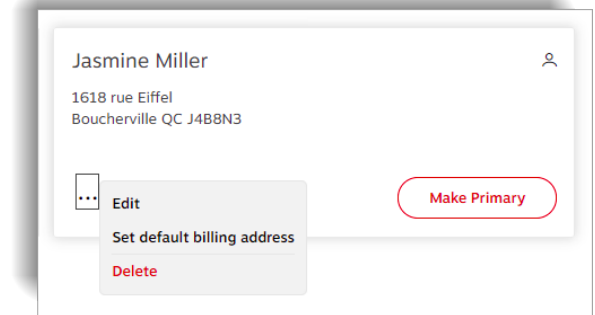 Jasmine Miller
1618 rue Eiffel
Boucherville QC J4B8N3
...
Make Primary
Edit
Set default billing address
Delete